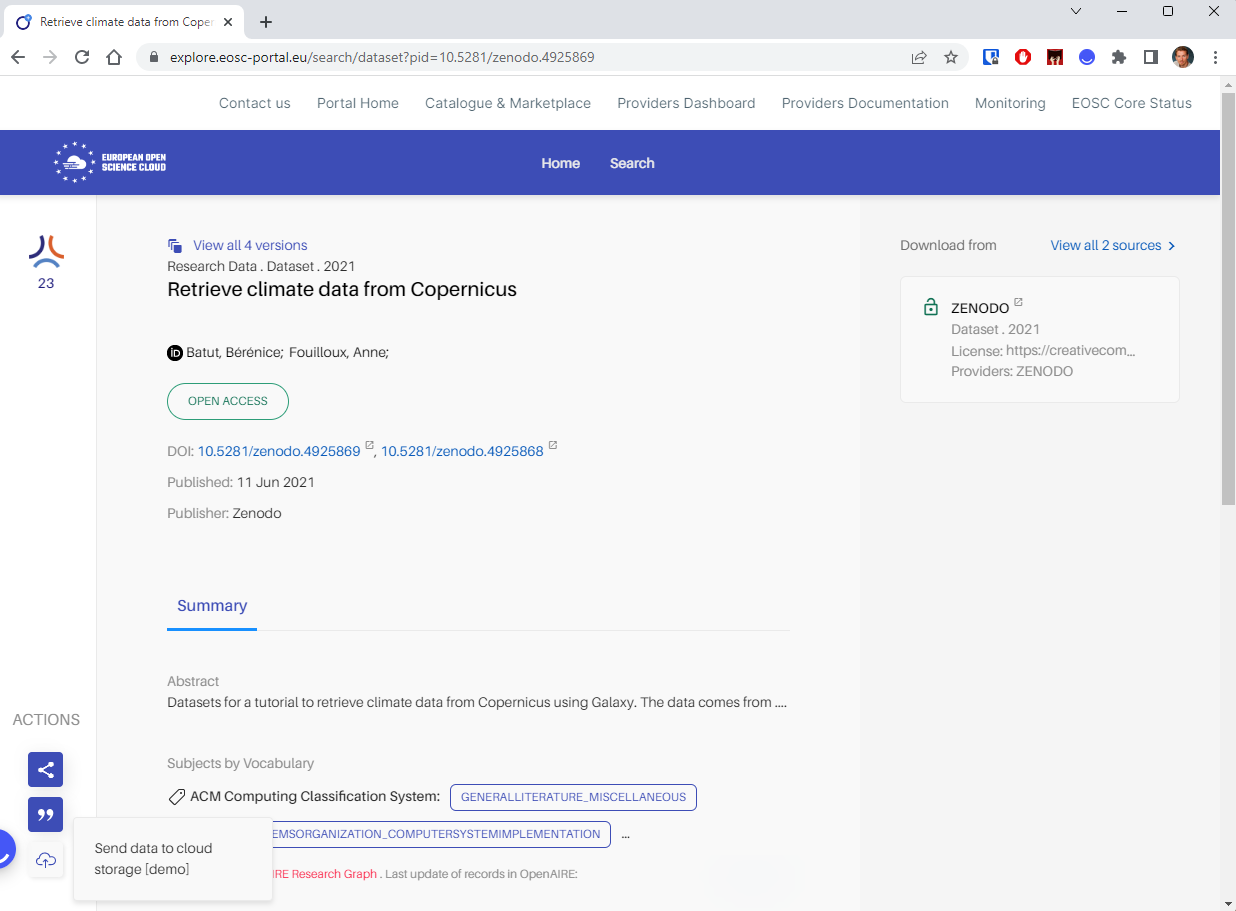 Retrieve climate data from Coper
explore.eosc-portal.eu/search/dataset?pid=10.5281/zenodo.4925869
Contact us Portal Home Catalogue & Marketplace Providers Dashboard Providers Documentation Monitoring EOSC Core Status
EUROPEAN OPEN
SCIENCE CLOUD
Home Search
23
View all 4 versions
Research Data . Dataset . 2021
Retrieve climate data from Copernicus
iD Batut, Bérénice; Fouilloux, Anne;
OPEN ACCESS
DOI: 10.5281/zenodo.4925869 , 10.5281/zenodo.4925868
Published: 11 Jun 2021
Publisher: Zenodo
Download from View all 2 sources
ZENODO
Dataset . 2021
License: https://creativecom...
Providers: ZENODO
Summary
Abstract
Datasets for a tutorial to retrieve climate data from Copernicus using Galaxy. The data comes from ....
Subjects by Vocabulary
ACM Computing Classification System: GENERALLITERATURE_MISCELLANEOUS
EMSORGANIZATION_COMPUTERSYSTEMIMPLEMENTATION ...
IRE Research Graph . Last update of records in OpenAIRE:
ACTIONS
Send data to cloud
storage [demo]